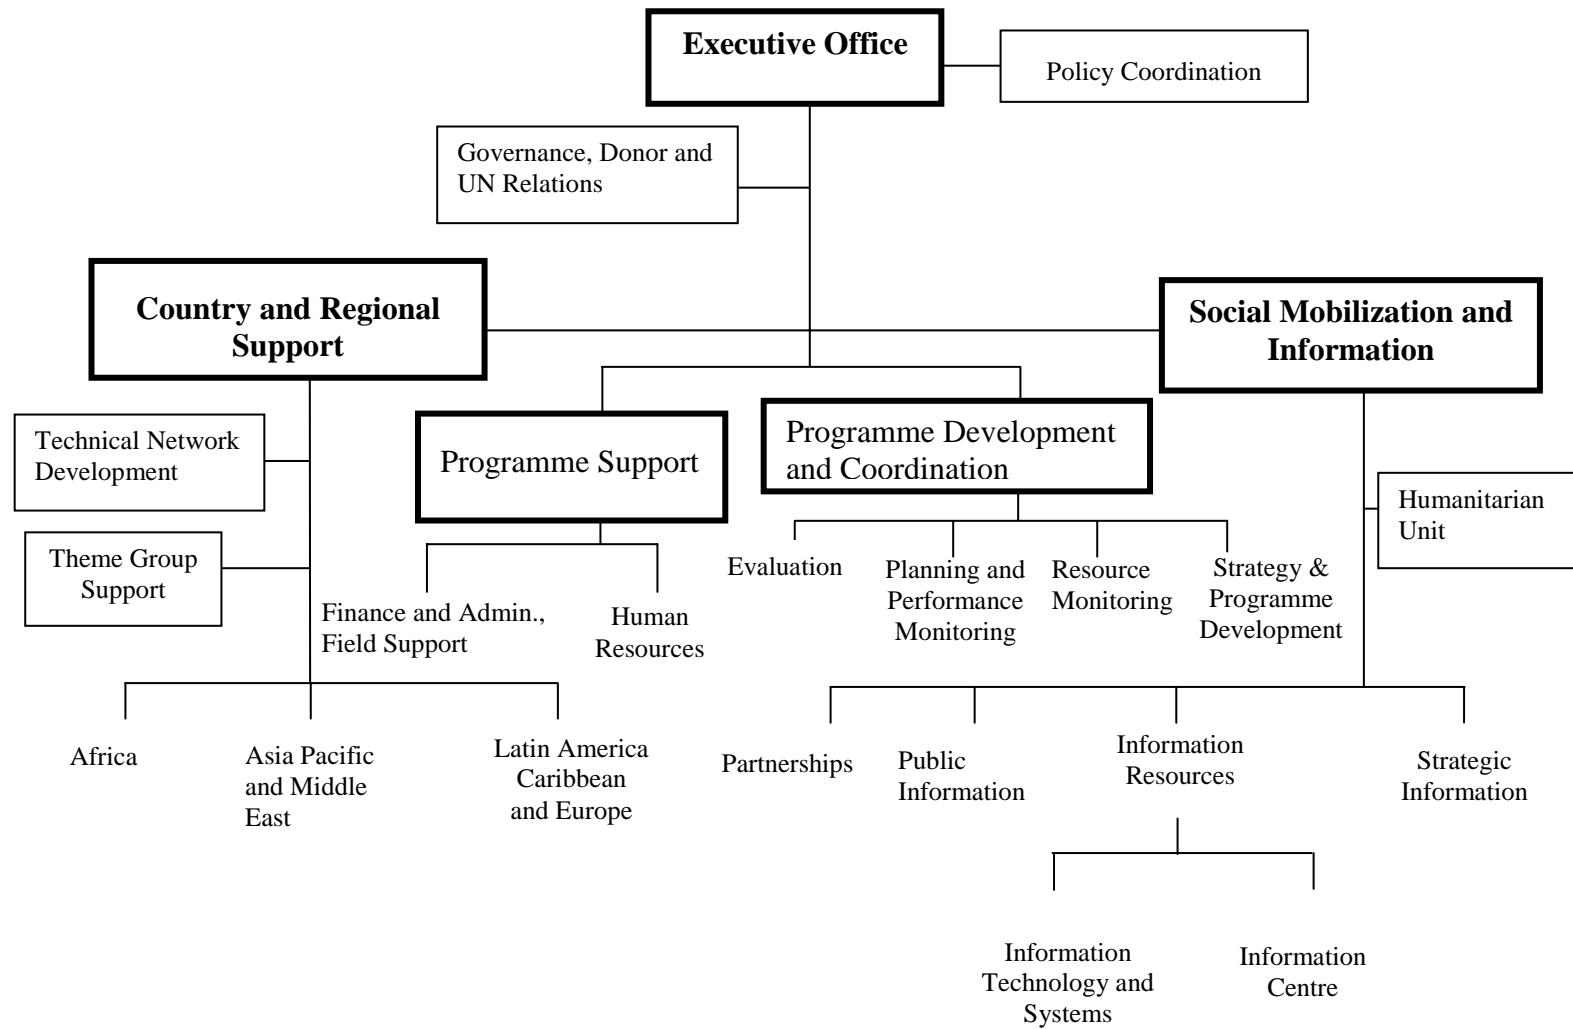 Executive Office
Policy Coordination
Governance, Donor and
UN Relations
Country and Regional
Support
Social Mobilization and
Information
Technical Network
Development
Programme Support
Programme Development
and Coordination
Humanitarian
Unit
Theme Group
Support
Evaluation
Planning and
Performance
Monitoring
Resource
Monitoring
Strategy &
Programme
Development
Finance and Admin.,
Field Support
Human
Resources
Africa
Asia Pacific
and Middle
East
Latin America
Caribbean
and Europe
Partnerships
Public
Information
Information
Resources
Strategic
Information
Information
Technology and
Systems
Information
Centre